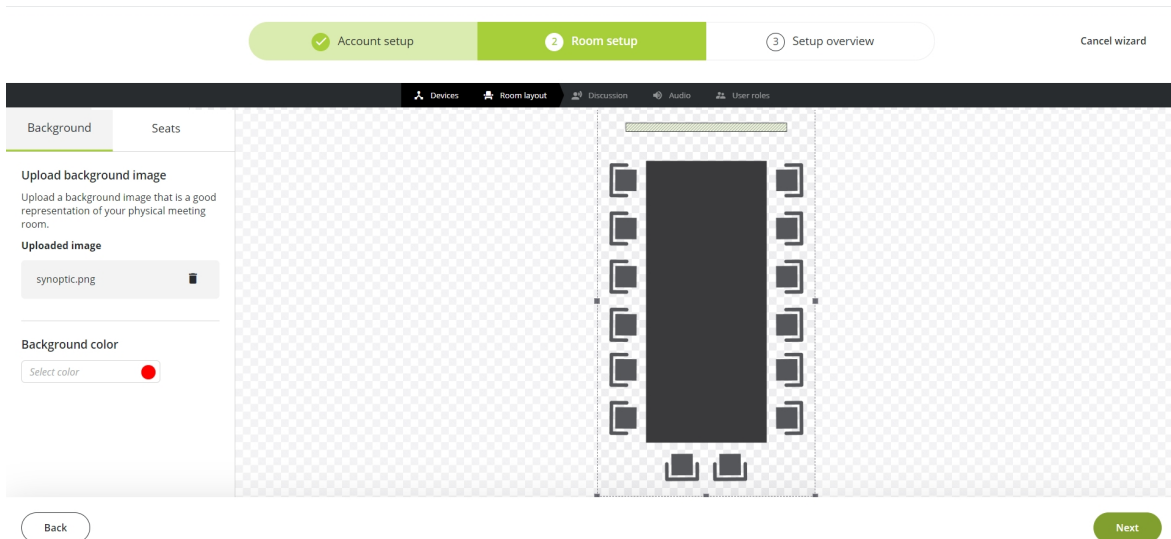 Account setup
2 Room setup
3 Setup overview
Cancel wizard
Devices
Room layout
Discussion
Audio
User roles
Background
Seats
Upload background image
Upload a background image that is a good
representation of your physical meeting
room.
Uploaded image
synoptic.png
Background color
Select color
Back
Next